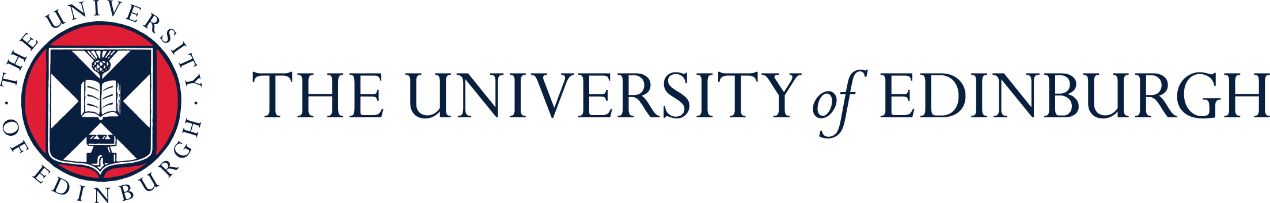 THE UNIVERSITY OF EDINBURGH
THE UNIVERSITY of EDINBURGH